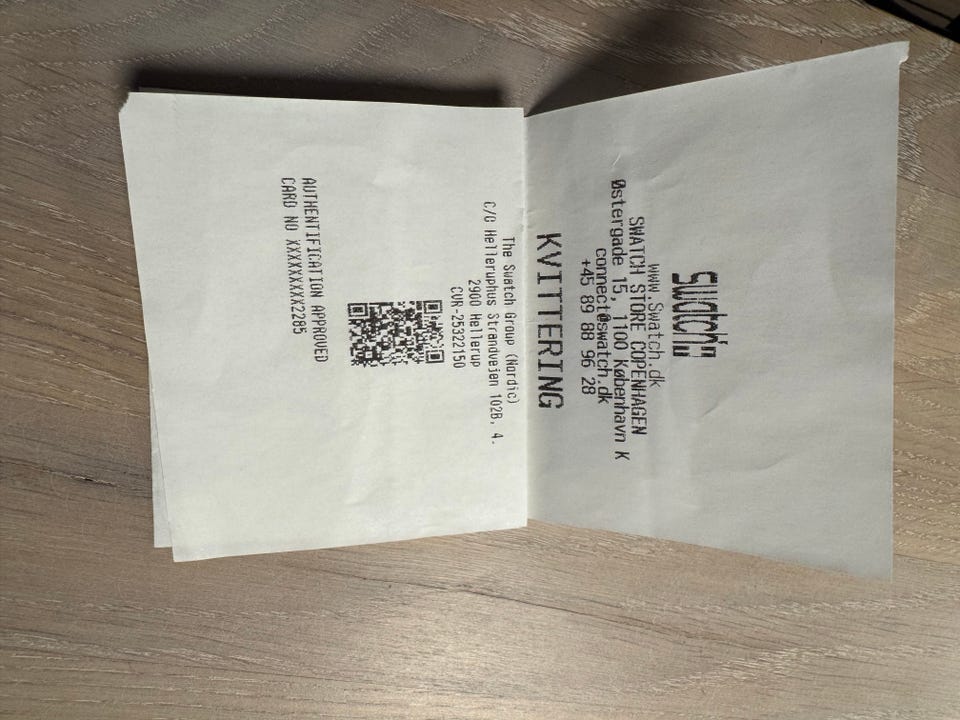 swatch
www.Swatch.dk
SWATCH STORE COPENHAGEN
Østergade 15, 1100 København K
connect@swatch.dk
+45 89 88 96 28
KVITTERING
The Swatch Group (Nordic)
C/O Helleruphus Strandvejen 102B, 4.
2900 Hellerup
CVR-25322150
AUTHENTIFICATION APPROVED
CARD NO XXXXXXXXX2285